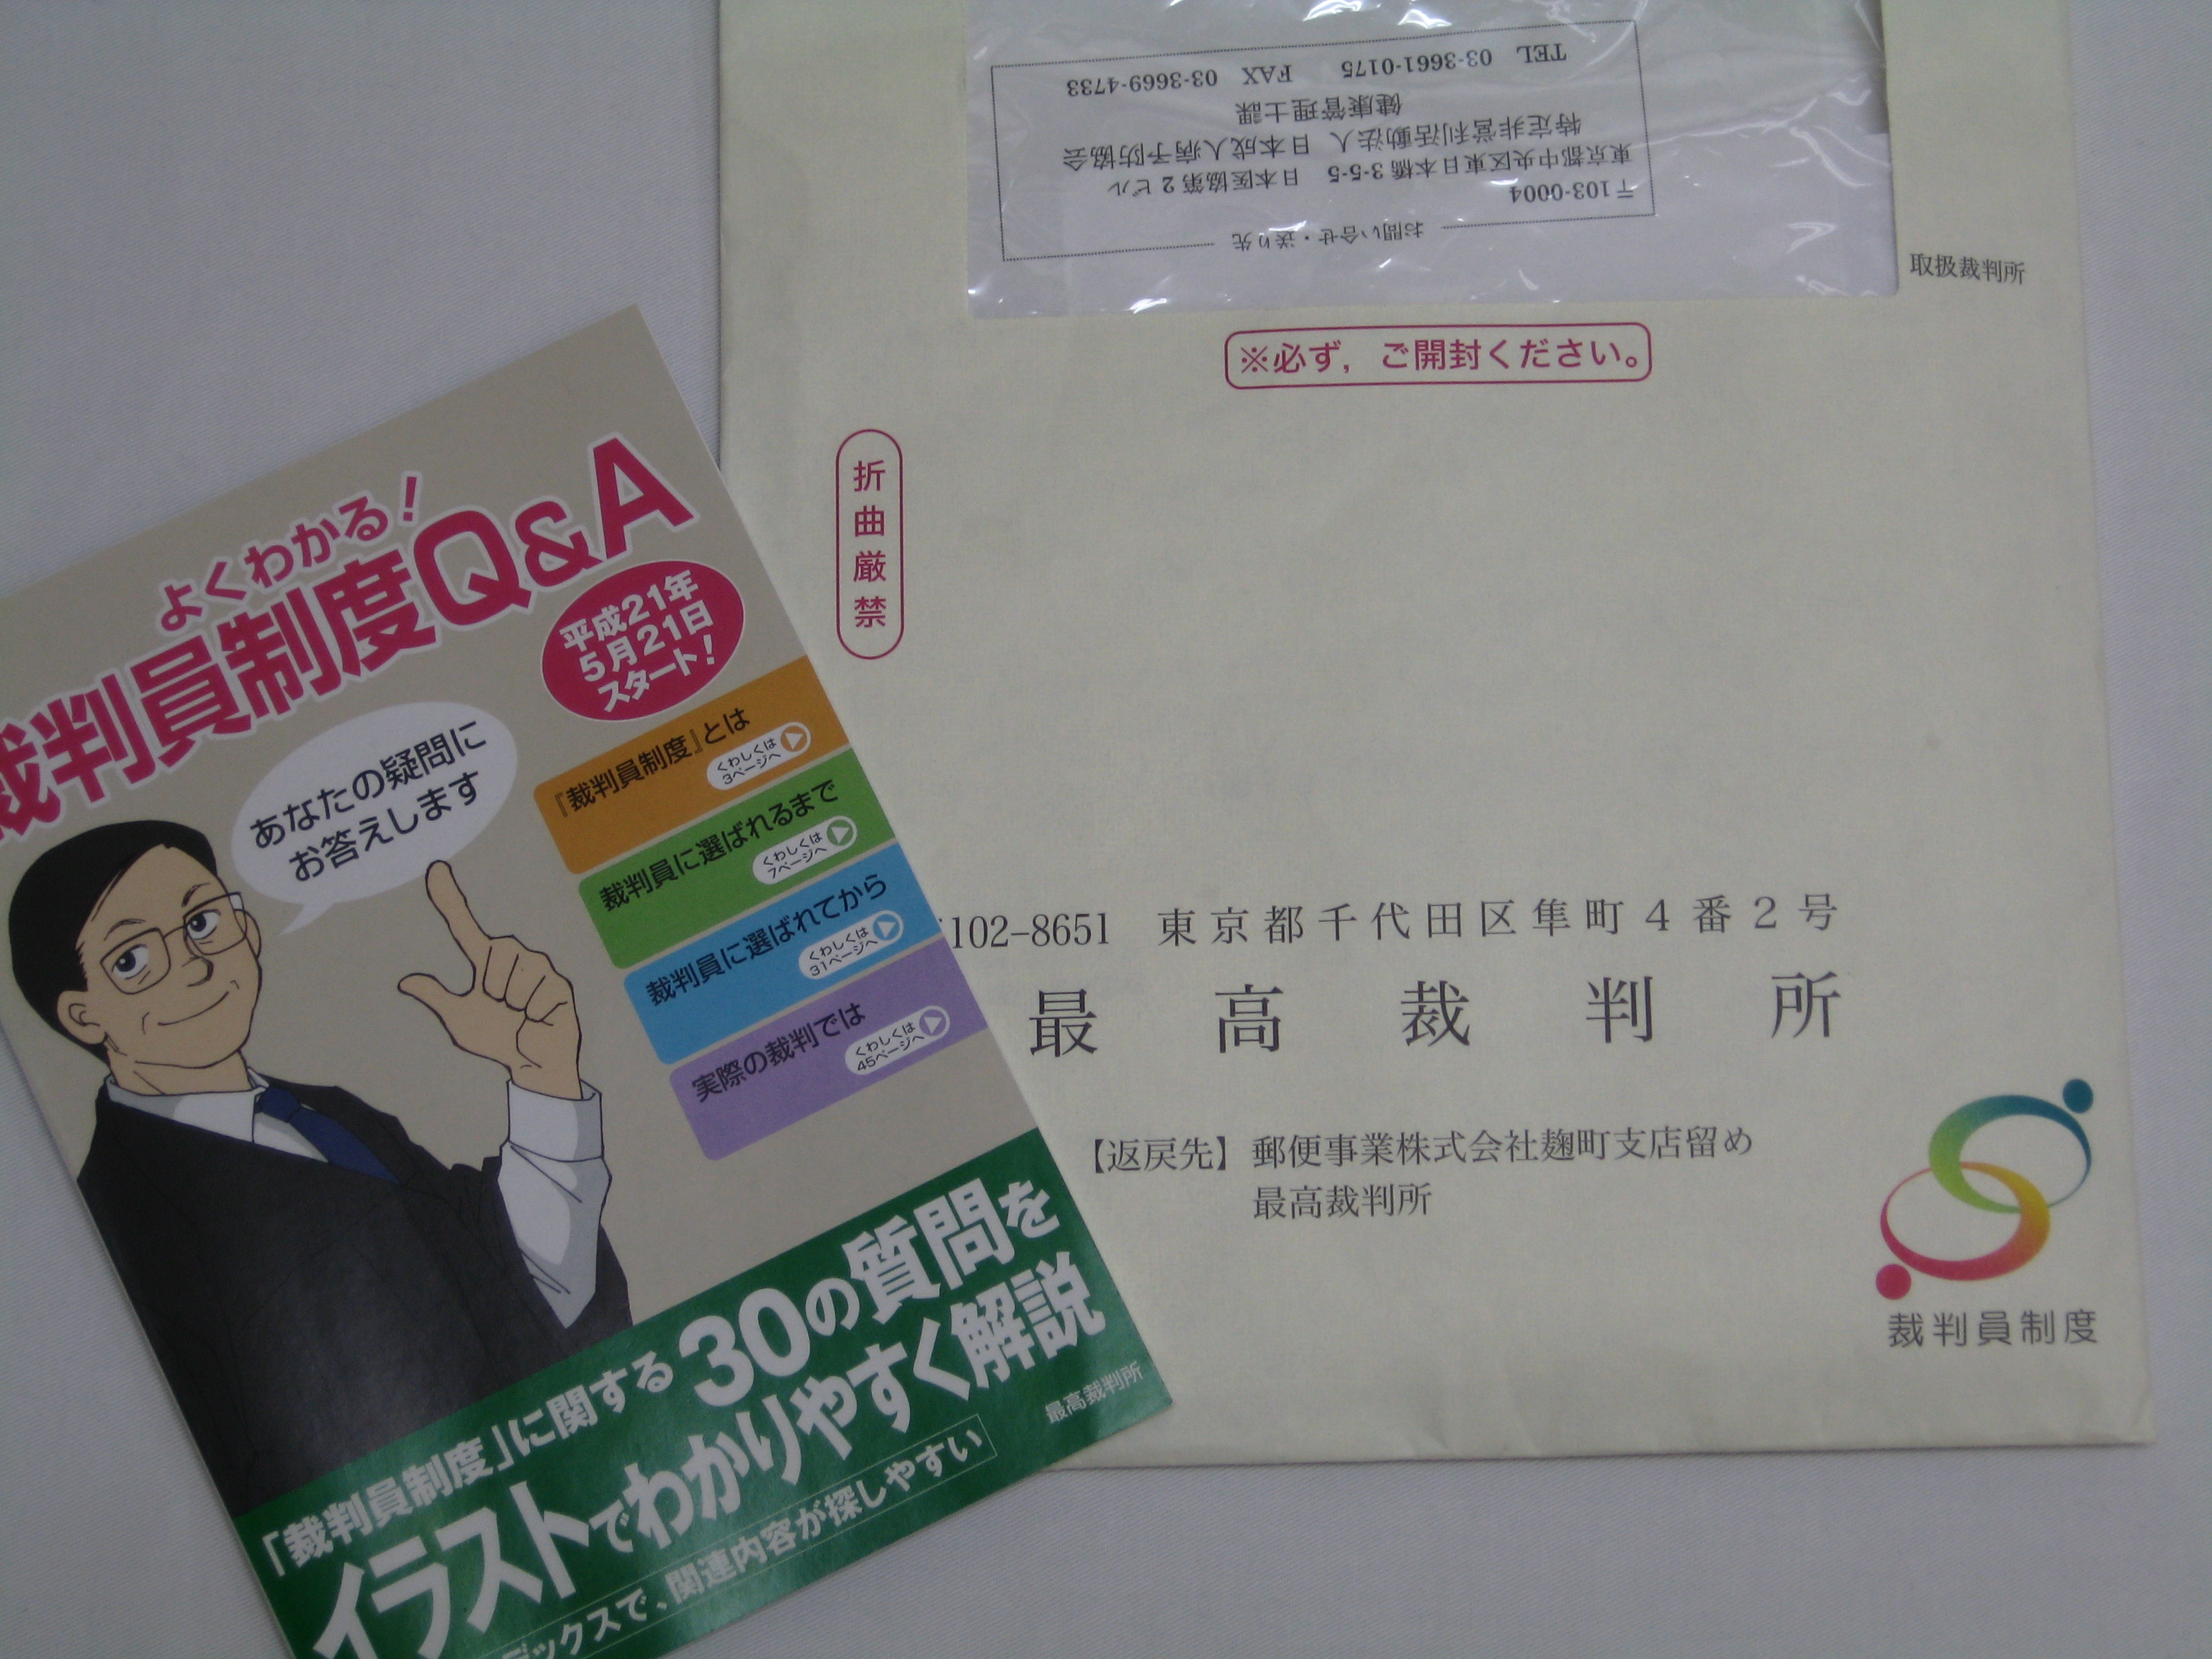 よくわかる!
裁判員制度Q&A
平成21年
5月21日
スタート!
あなたの疑問に
お答えします
『裁判員制度』とは
くわしくは
3ページへ
裁判員に選ばれるまで
くわしくは
7ページへ
裁判員に選ばれてから
くわしくは
31ページへ
実際の裁判では
くわしくは
45ページへ
「裁判員制度」に関する30の質問を
イラストでわかりやすく解説
デックスで、関連内容が探しやすい
最高裁判所
お問い合せ・送り先
〒103-0004
東京都中央区東日本橋3-5-5 日本医協第2ビル
特定非営利活動法人 日本成人病予防協会
健康管理士課
TEL 03-3661-0175 FAX 03-3669-4733
取扱裁判所
※必ず,ご開封ください。
折曲厳禁
102-8651 東京都千代田区隼町4番2号
最高裁判所
【返戻先】郵便事業株式会社麹町支店留め
最高裁判所
裁判員制度